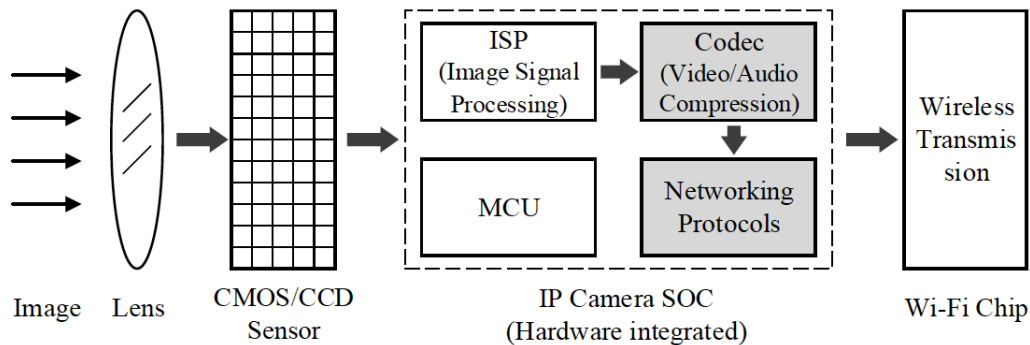 ISP
(Image Signal
Processing)
Codec
(Video/Audio
Compression)
MCU
Networking
Protocols
Wireless
Transmis
sion
Image
Lens
CMOS/CCD
Sensor
IP Camera SOC
(Hardware integrated)
Wi-Fi Chip